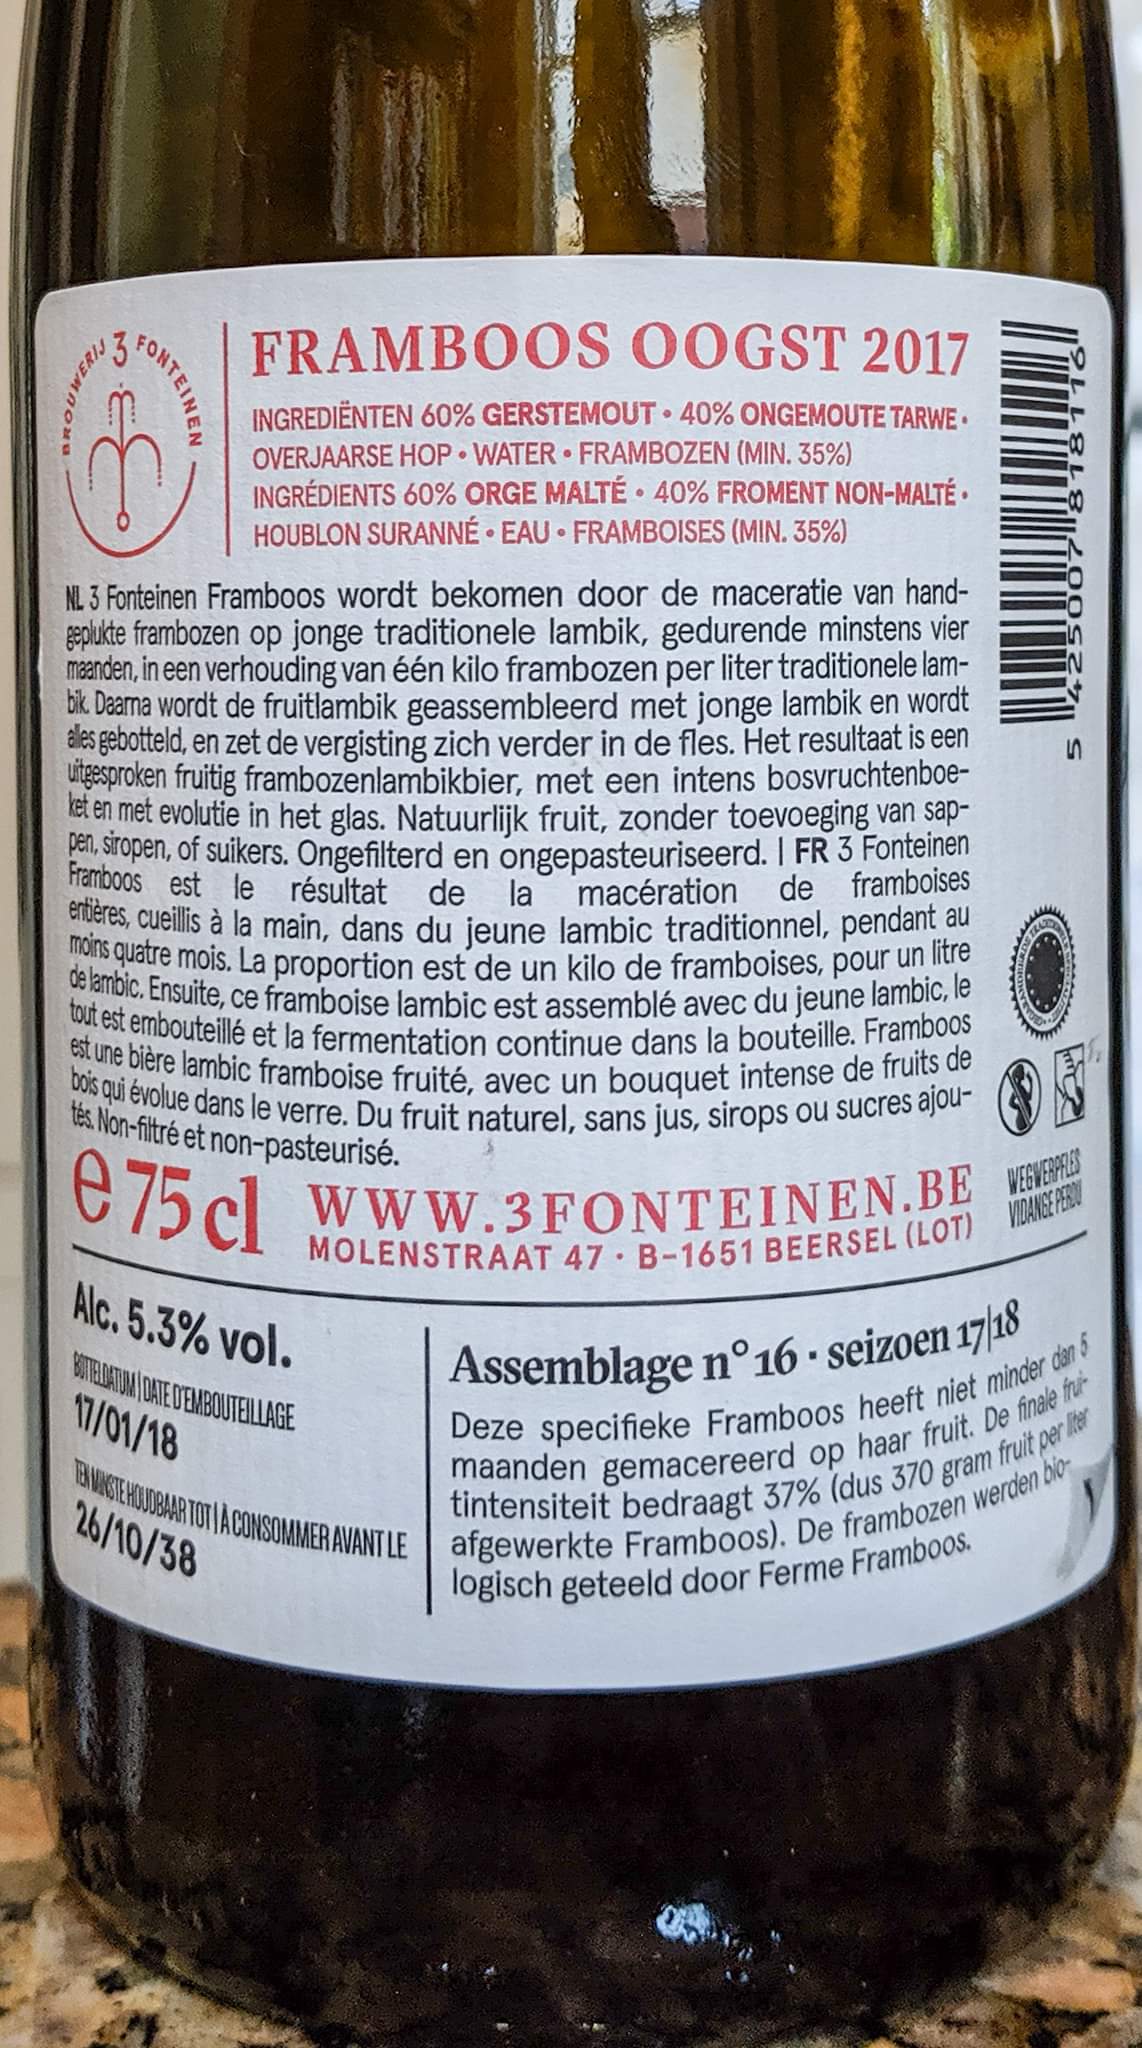 BROUWERIJ 3 FONTEINEN
FRAMBOOS OOGST 2017
INGREDIËNTEN 60% GERSTEMOUT • 40% ONGEMOUTE TARWE •
OVERJAARSE HOP • WATER • FRAMBOZEN (MIN. 35%)
INGRÉDIENTS 60% ORGE MALTÉ • 40% FROMENT NON-MALTÉ •
HOUBLON SURANNÉ • EAU • FRAMBOISES (MIN. 35%)
NL 3 Fonteinen Framboos wordt bekomen door de maceratie van hand-
geplukte frambozen op jonge traditionele lambik, gedurende minstens vier
maanden, in een verhouding van één kilo frambozen per liter traditionele lam-
bik. Daarna wordt de fruitlambik geassembleerd met jonge lambik en wordt
alles gebotteld, en zet de vergisting zich verder in de fles. Het resultaat is een
uitgesproken fruitig frambozenlambikbier, met een intens bosvruchtenboe-
ket en met evolutie in het glas. Natuurlijk fruit, zonder toevoeging van sap-
pen, siropen, of suikers. Ongefilterd en ongepasteuriseerd. | FR 3 Fonteinen
Framboos est le résultat de la macération de framboises
entières, cueillis à la main, dans du jeune lambic traditionnel, pendant au
moins quatre mois. La proportion est de un kilo de framboises, pour un litre
de lambic. Ensuite, ce framboise lambic est assemblé avec du jeune lambic, le
tout est embouteillé et la fermentation continue dans la bouteille. Framboos
est une bière lambic framboise fruité, avec un bouquet intense de fruits de
bois qui évolue dans le verre. Du fruit naturel, sans jus, sirops ou sucres ajou-
tés. Non-filtré et non-pasteurisé.
5 425007 818116
WEGWERPFLES
VIDANGE PERDU
e 75 cl
WWW.3FONTEINEN.BE
MOLENSTRAAT 47 · B-1651 BEERSEL (LOT)
Alc. 5.3% vol.
BOTTELDATUM | DATE D'EMBOUTEILLAGE
17/01/18
TEN MINSTE HOUDBAAR TOT | À CONSOMMER AVANT LE
26/10/38
Assemblage n° 16 · seizoen 17|18
Deze specifieke Framboos heeft niet minder dan 5
maanden gemacereerd op haar fruit. De finale frui-
tintensiteit bedraagt 37% (dus 370 gram fruit per liter
afgewerkte Framboos). De frambozen werden bio-
logisch geteeld door Ferme Framboos.